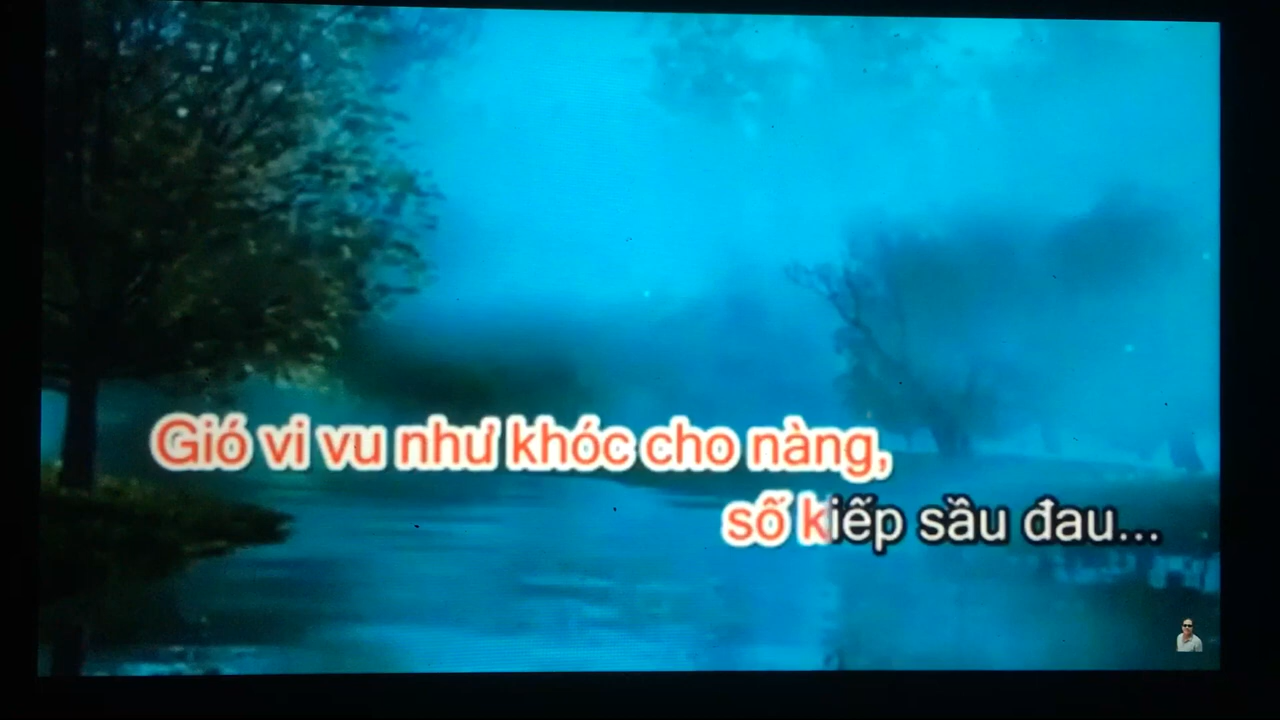 Gió vi vu như khóc cho nàng,
số kiếp sầu đau...